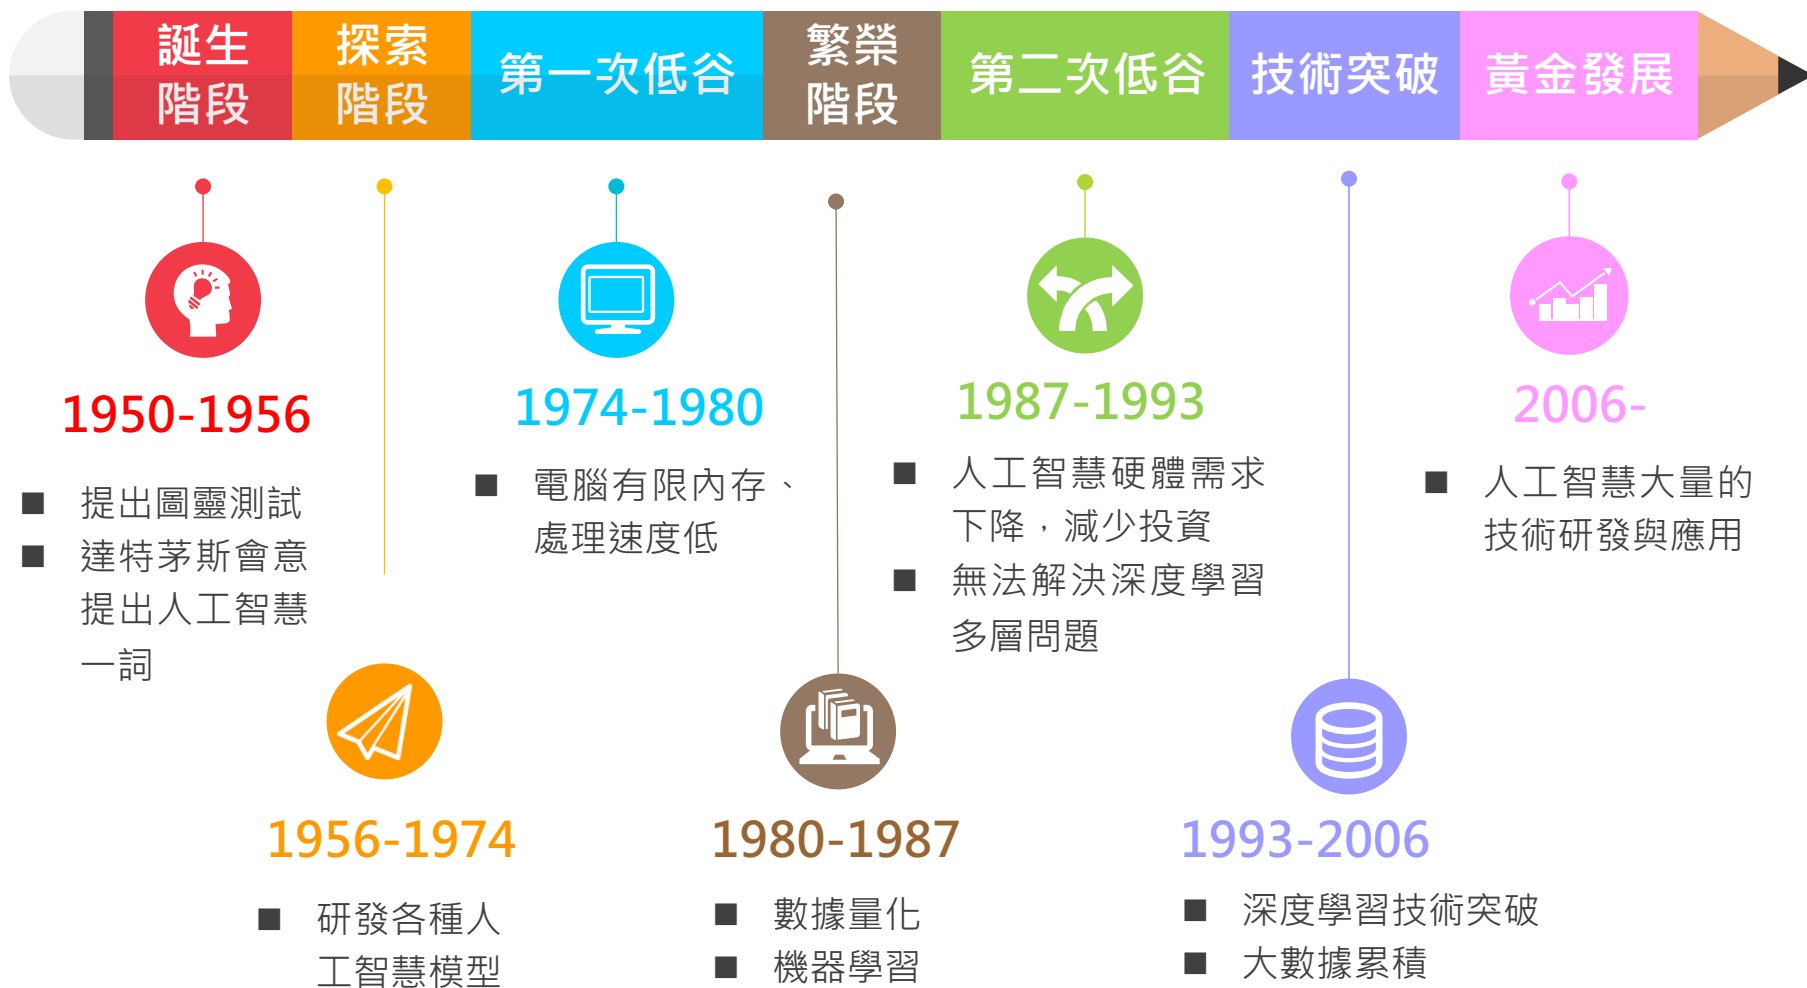 誕生
階段
探索
階段
第一次低谷
繁榮
階段
第二次低谷
技術突破
黃金發展
1950-1956
■ 提出圖靈測試
■ 達特茅斯會意
提出人工智慧
一詞
1956-1974
■ 研發各種人
工智慧模型
1974-1980
■ 電腦有限內存、
處理速度低
1980-1987
■ 數據量化
■ 機器學習
1987-1993
■ 人工智慧硬體需求
下降，減少投資
■ 無法解決深度學習
多層問題
1993-2006
■ 深度學習技術突破
■ 大數據累積
2006-
■ 人工智慧大量的
技術研發與應用